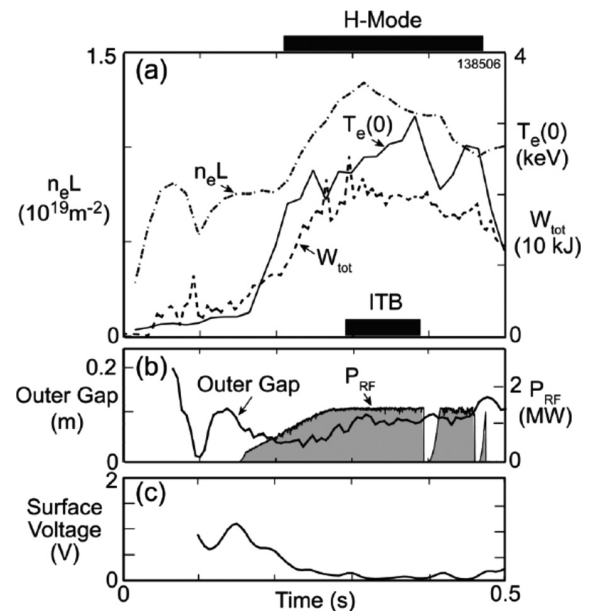 H-Mode
1.5
4
(a)
138506
T_e(0)
T_e(0)
(keV)
n_eL
n_eL
(10^19 m^-2)
W_tot
(10 kJ)
W_tot
ITB
0
0
0.2
(b)
P_RF
Outer Gap
2
Outer Gap
(m)
P_RF
(MW)
0
0
2
(c)
Surface
Voltage
(V)
0
0
Time (s)
0.5